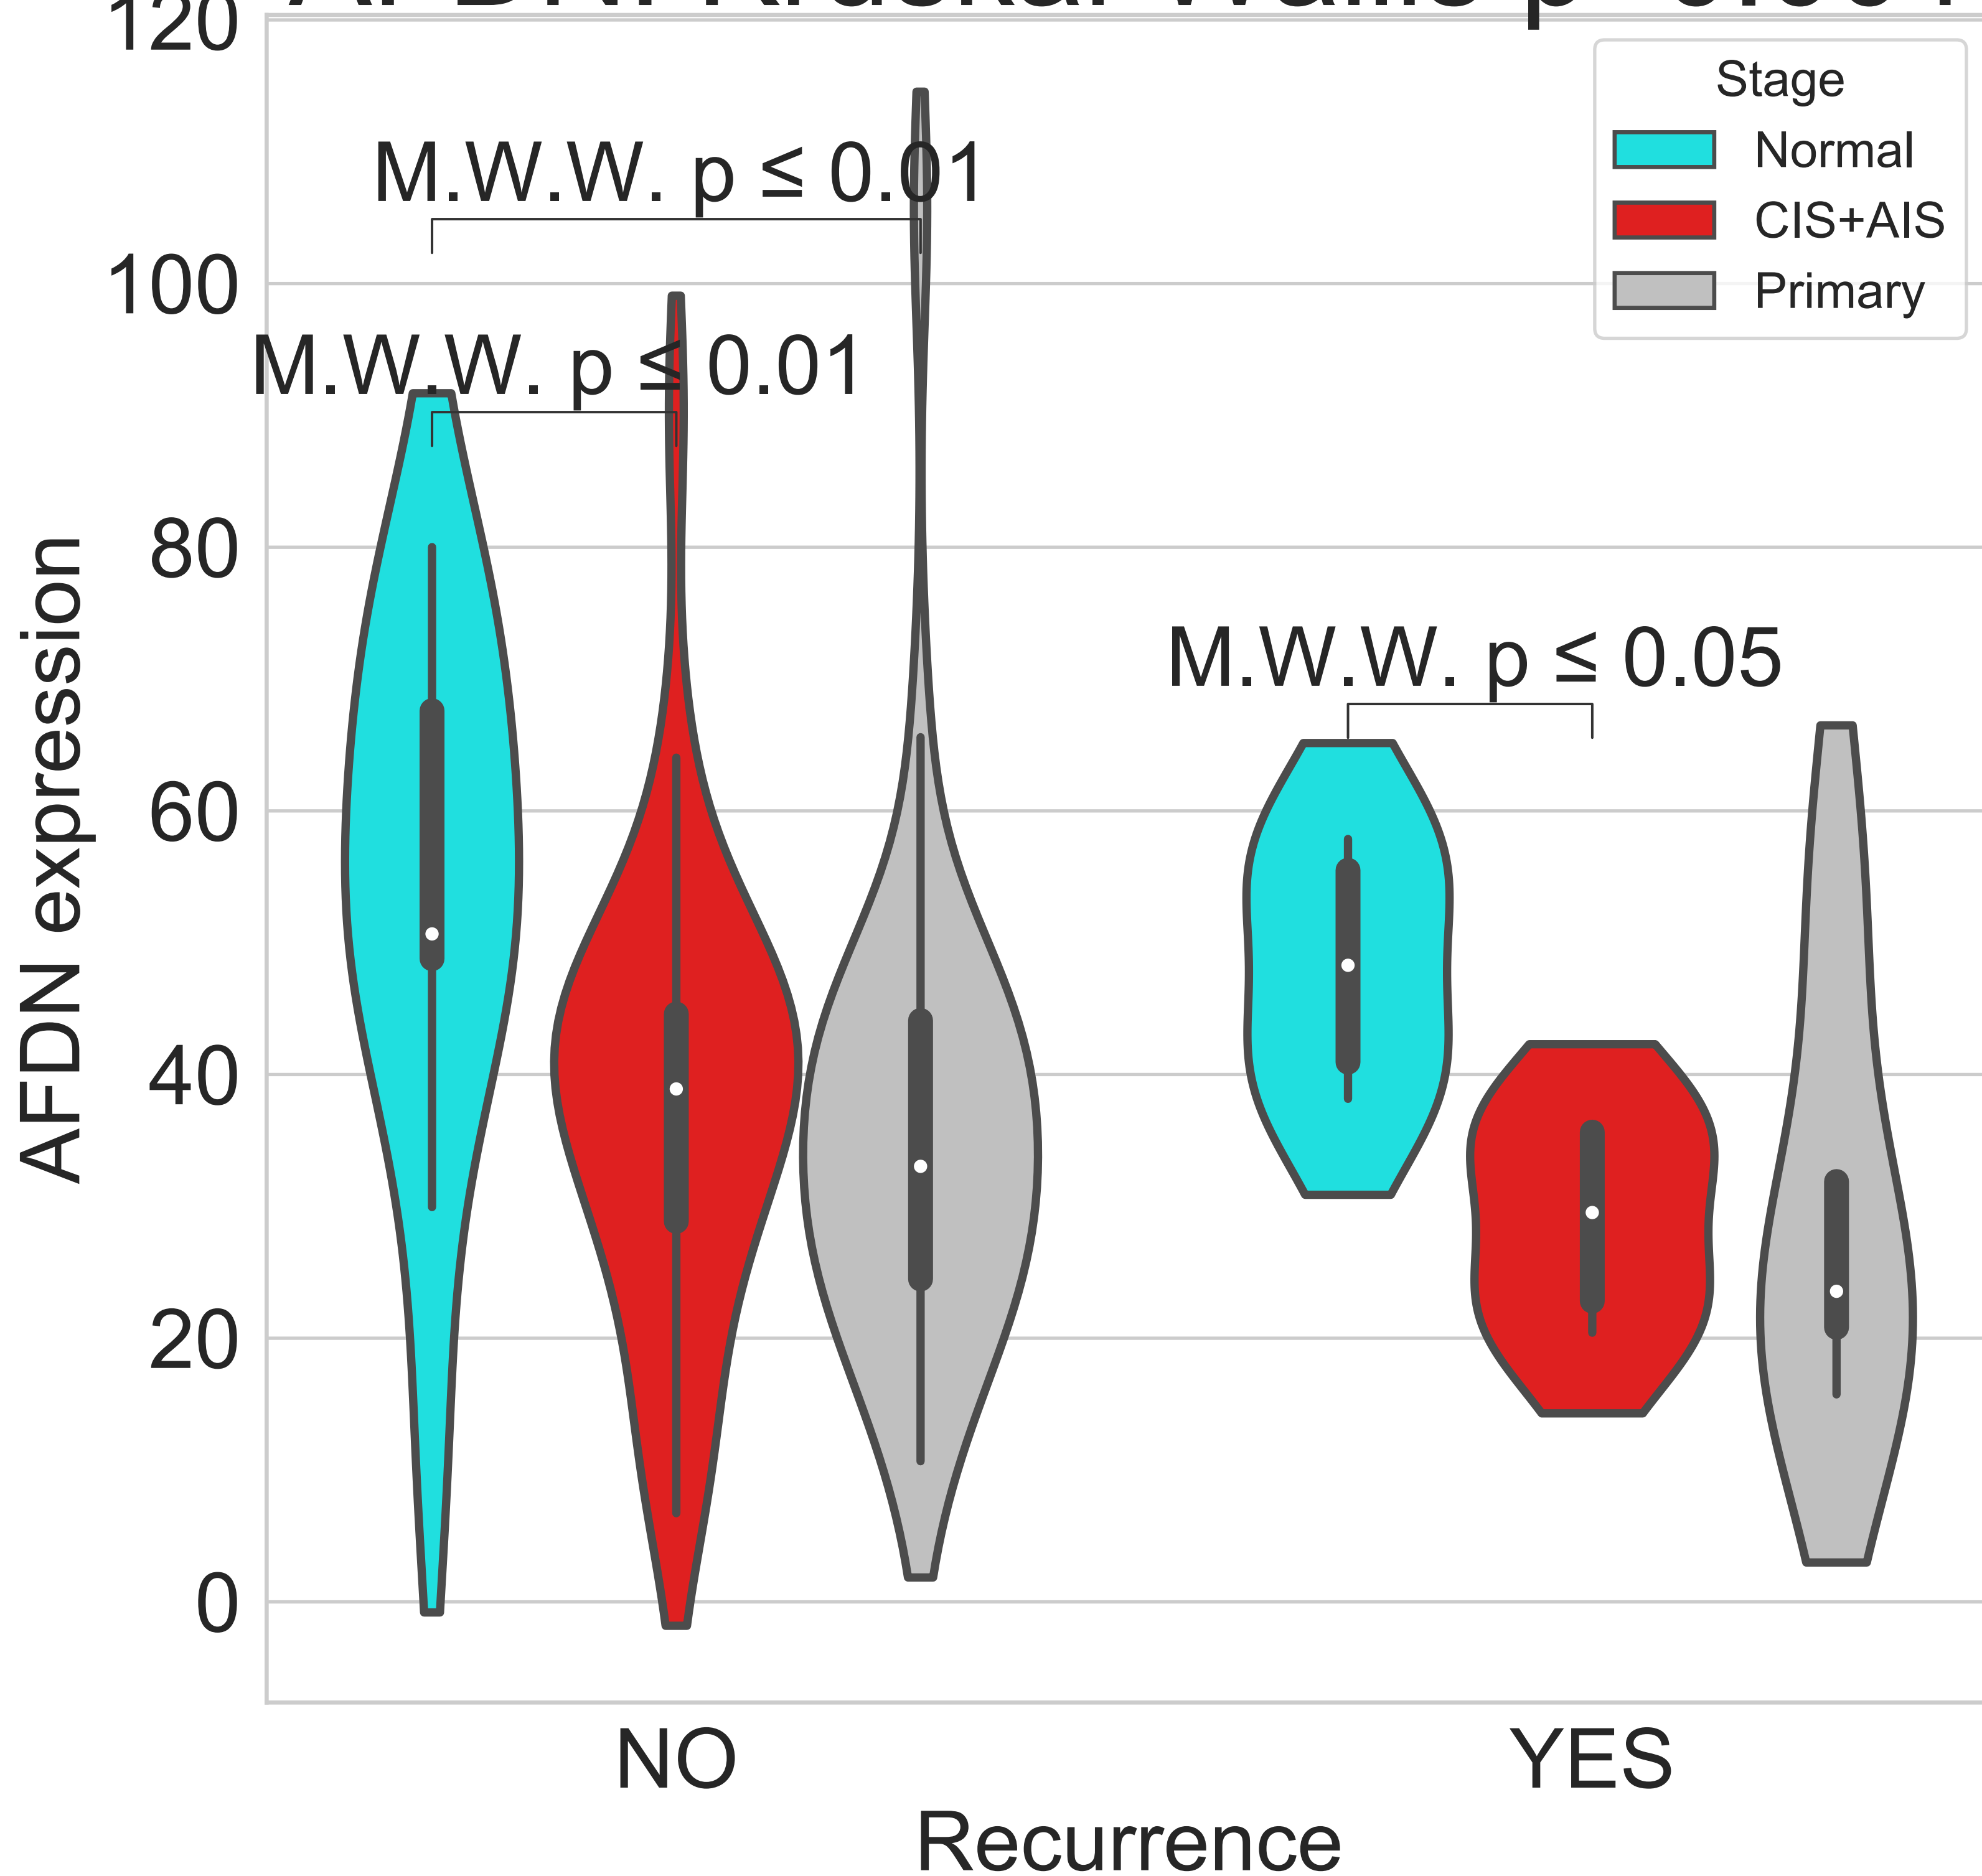 120
Stage
Normal
CIS+AIS
Primary
M.W.W. p ≤ 0.01
100
M.W.W. p ≤ 0.01
80
M.W.W. p ≤ 0.05
60
40
20
0
AFDN expression
NO
YES
Recurrence